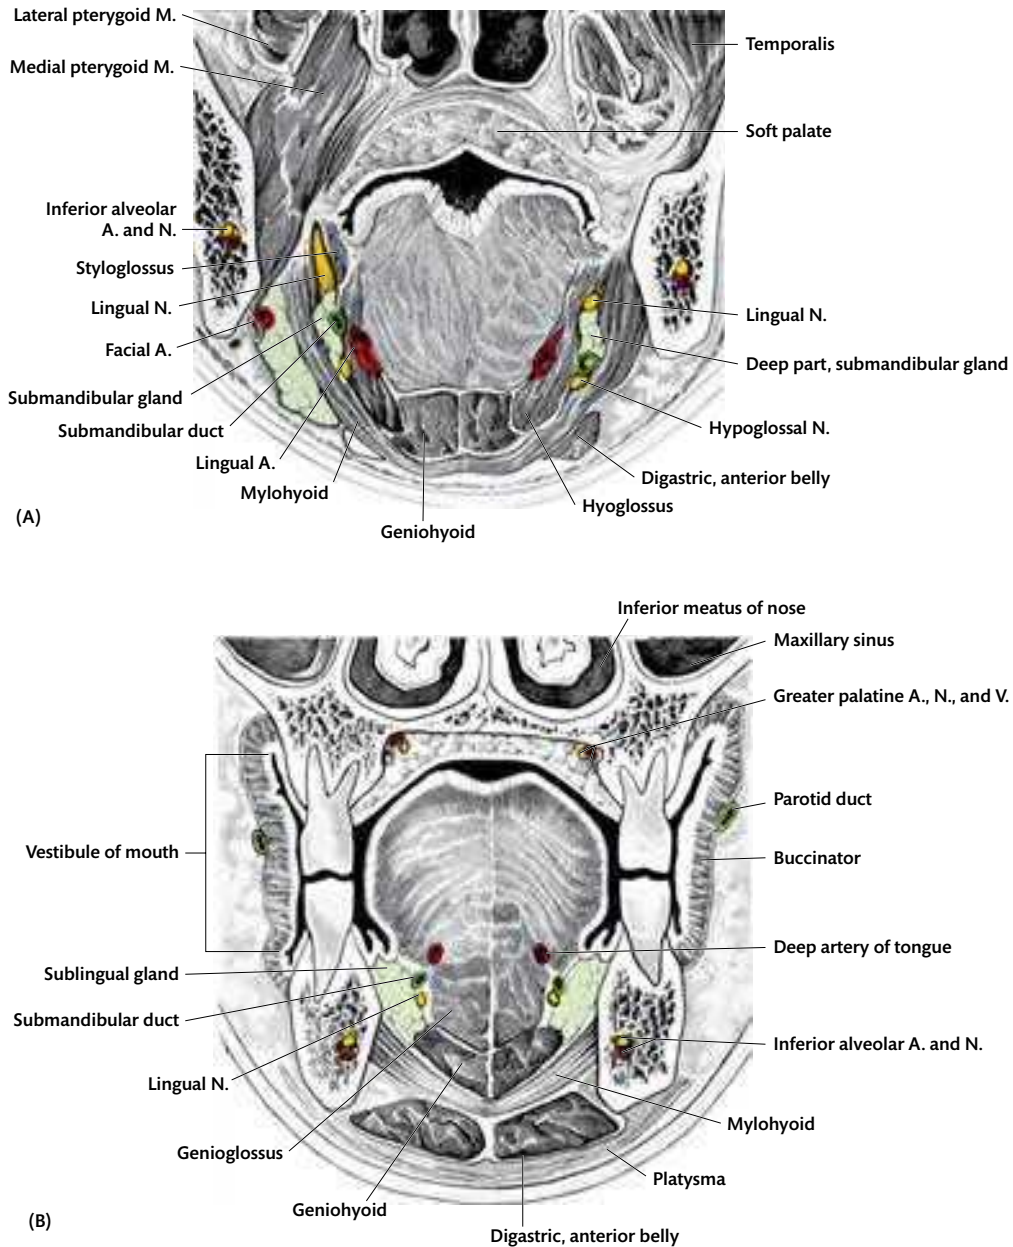 Lateral pterygoid M.
Medial pterygoid M.
Inferior alveolar
A. and N.
Styloglossus
Lingual N.
Facial A.
Submandibular gland
Submandibular duct
Lingual A.
Mylohyoid
Geniohyoid
Temporalis
Soft palate
Lingual N.
Deep part, submandibular gland
Hypoglossal N.
Digastric, anterior belly
Hyoglossus
(A)
Inferior meatus of nose
Maxillary sinus
Greater palatine A., N., and V.
Parotid duct
Buccinator
Deep artery of tongue
Inferior alveolar A. and N.
Mylohyoid
Platysma
Digastric, anterior belly
Vestibule of mouth
Sublingual gland
Submandibular duct
Lingual N.
Genioglossus
Geniohyoid
(B)